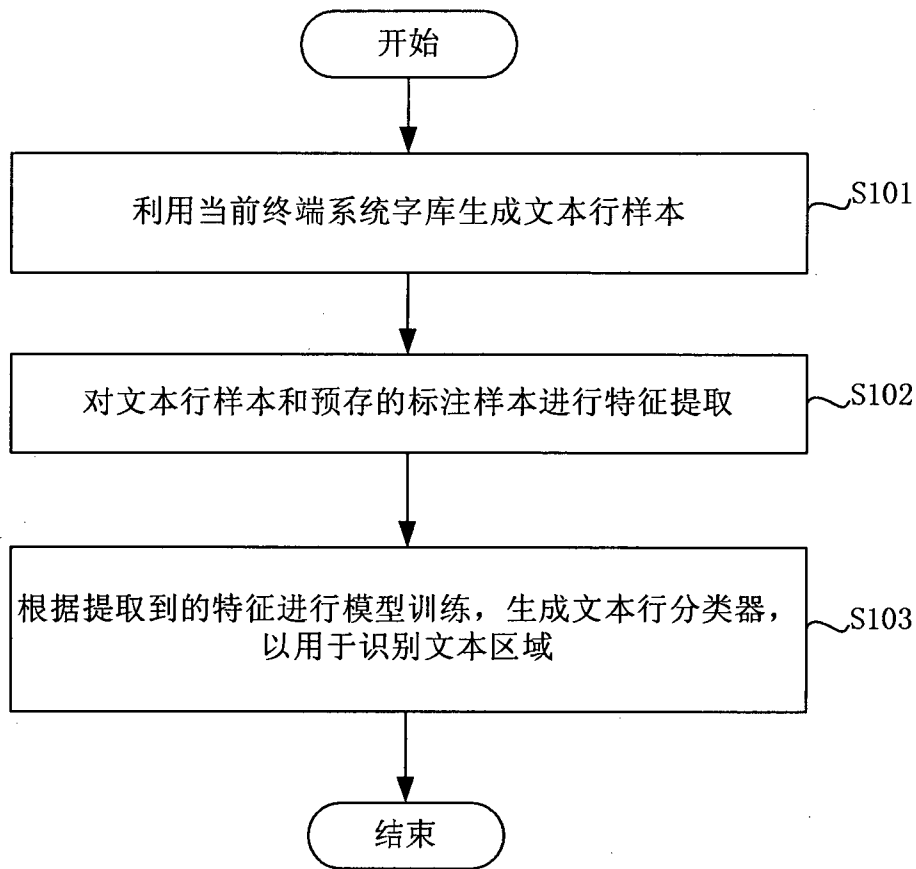 开始
利用当前终端系统字库生成文本行样本
S101
对文本行样本和预存的标注样本进行特征提取
S102
根据提取到的特征进行模型训练，生成文本行分类器，
以用于识别文本区域
S103
结束